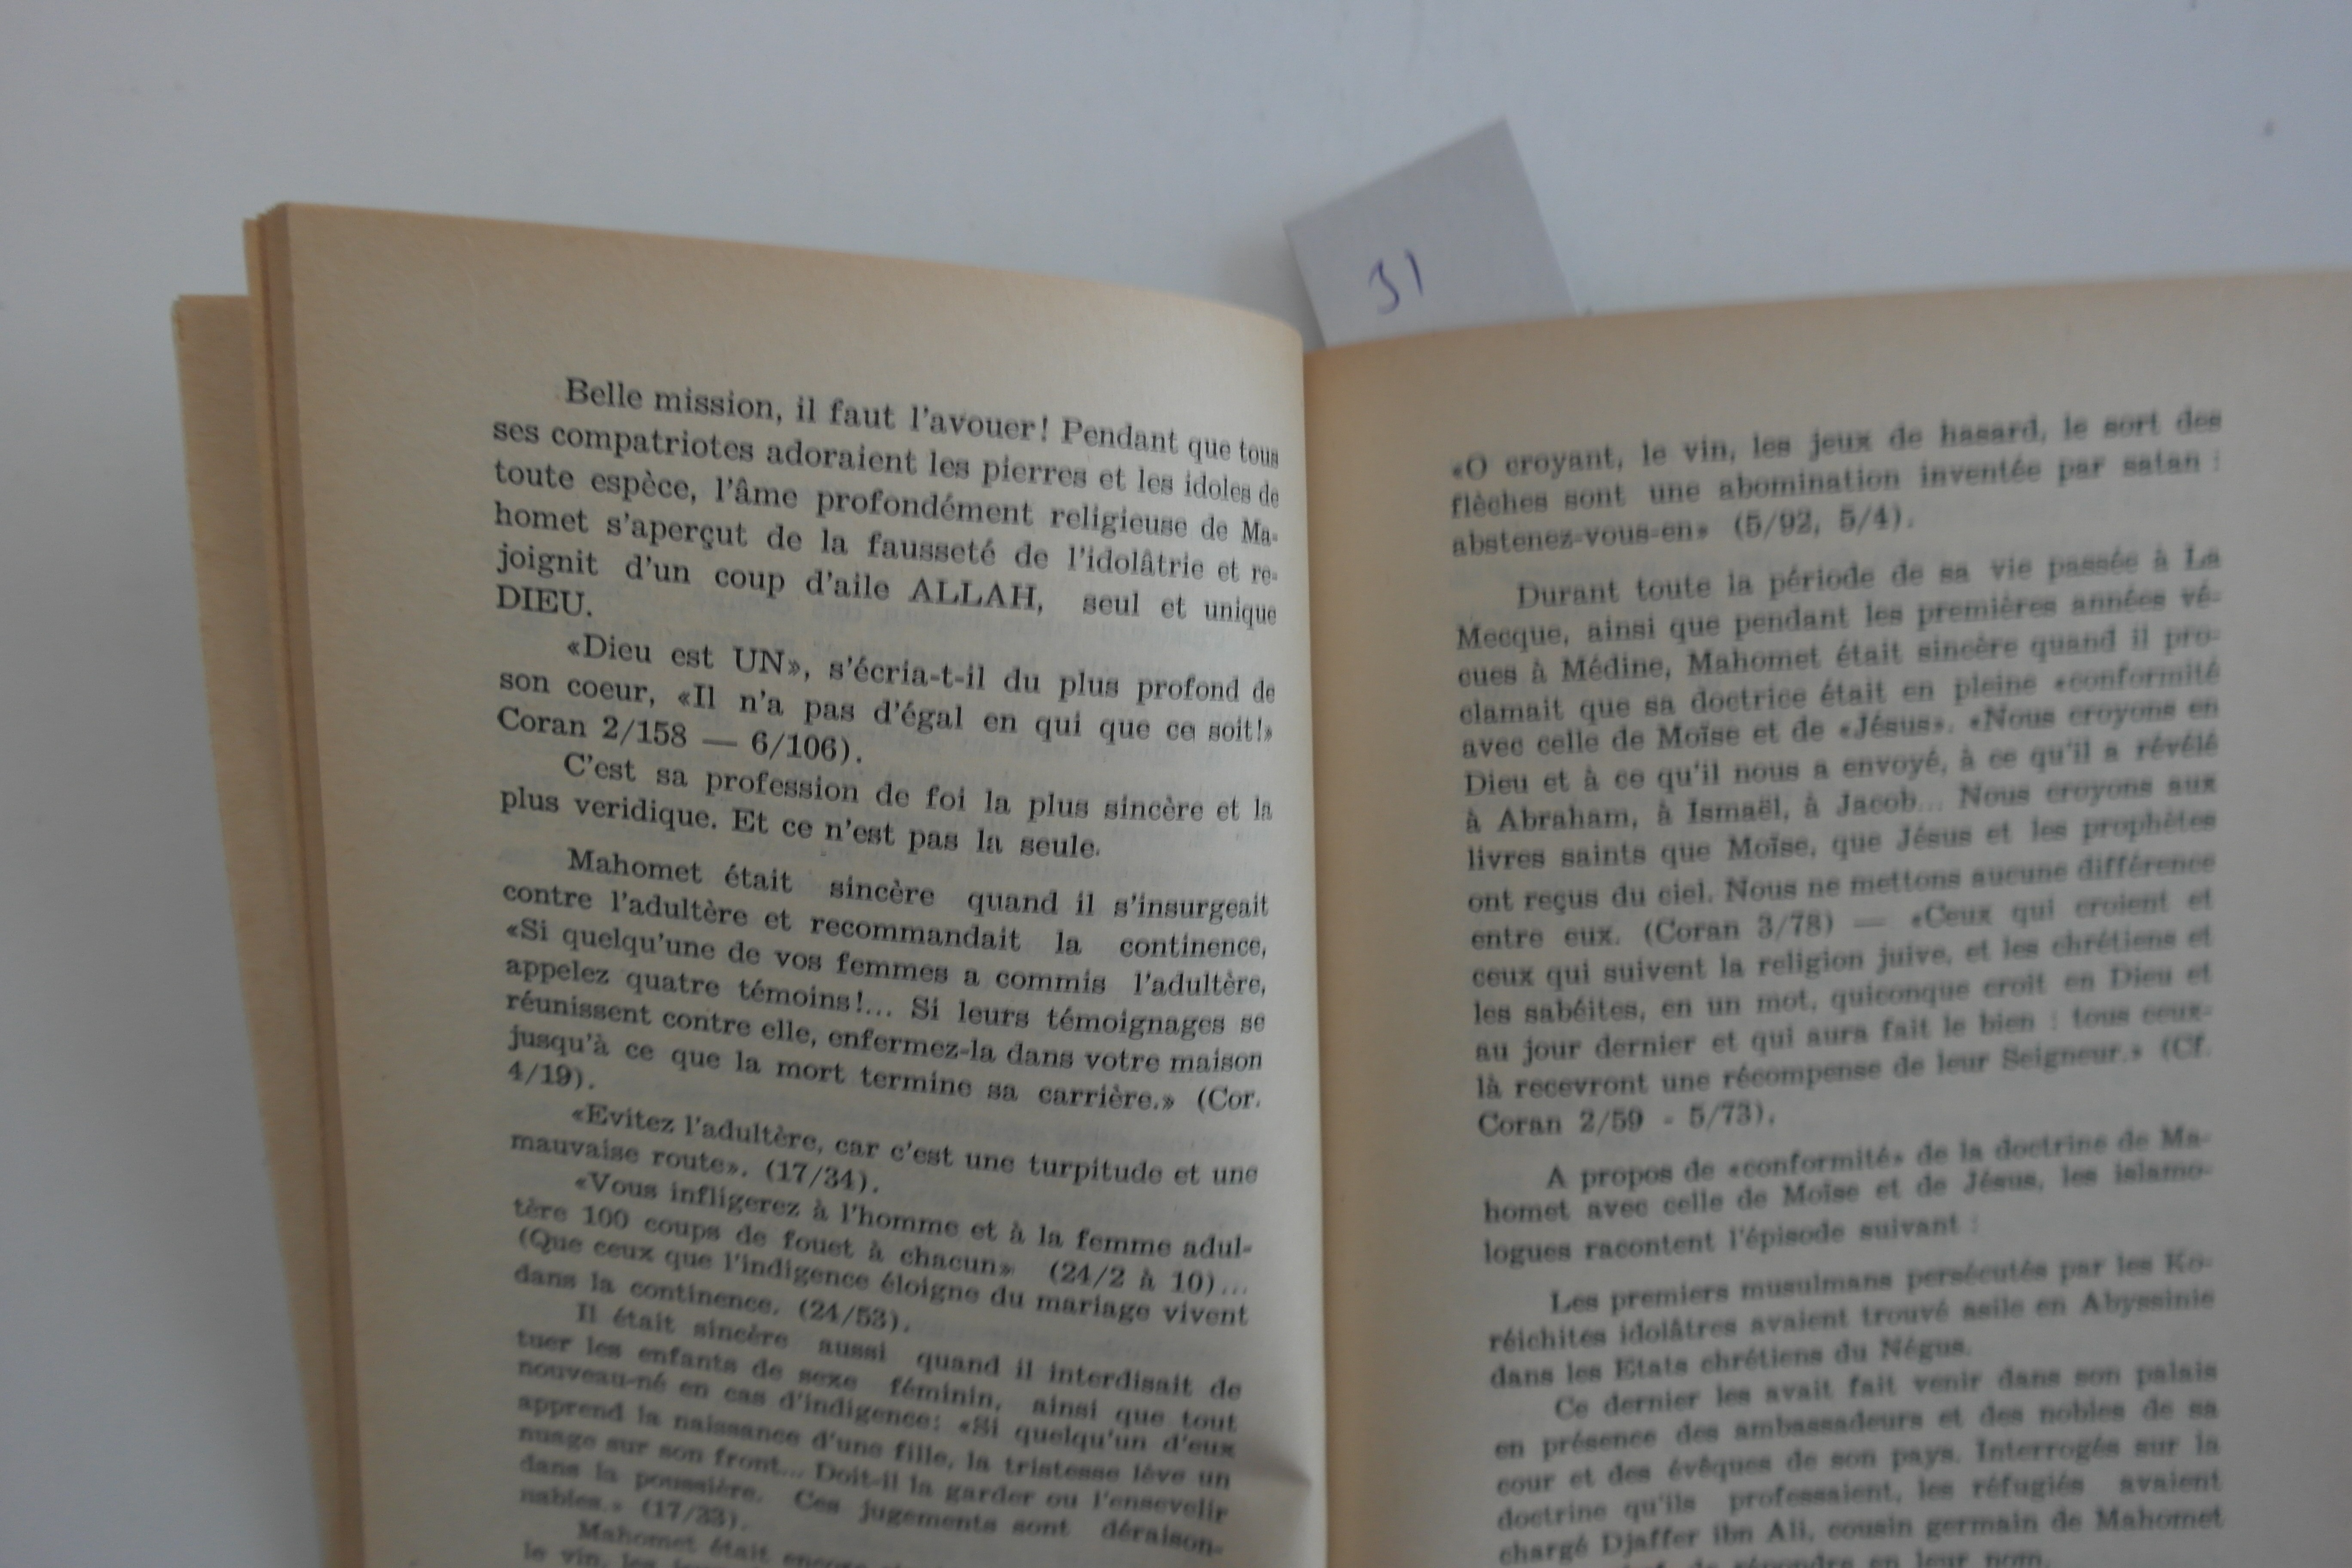 31
Belle mission, il faut l'avouer! Pendant que tous
ses compatriotes adoraient les pierres et les idoles de
toute espèce, l'âme profondément religieuse de Ma-
homet s'aperçut de la fausseté de l'idolâtrie et re-
joignit d'un coup d'aile ALLAH, seul et unique
DIEU.
«Dieu est UN», s'écria-t-il du plus profond de
son coeur, «Il n'a pas d'égal en qui que ce soit!»
Coran 2/158 — 6/106).
C'est sa profession de foi la plus sincère et la
plus veridique. Et ce n'est pas la seule.
Mahomet était sincère quand il s'insurgeait
contre l'adultère et recommandait la continence,
«Si quelqu'une de vos femmes a commis l'adultère,
appelez quatre témoins!... Si leurs témoignages se
réunissent contre elle, enfermez-la dans votre maison
jusqu'à ce que la mort termine sa carrière.» (Cor.
4/19).
«Evitez l'adultère, car c'est une turpitude et une
mauvaise route». (17/34).
«Vous infligerez à l'homme et à la femme adul-
tère 100 coups de fouet à chacun» (24/2 à 10)...
(Que ceux que l'indigence éloigne du mariage vivent
dans la continence. (24/53).
Il était sincère aussi quand il interdisait de
tuer les enfants de sexe féminin, ainsi que tout
nouveau-né en cas d'indigence: «Si quelqu'un d'eux
apprend la naissance d'une fille, la tristesse lève un
nuage sur son front... Doit-il la garder ou l'ensevelir
dans la poussière. Ces jugements sont déraison-
nables.» (17/33).
Mahomet était encore
le vin, les
«O croyant, le vin, les jeux de hasard, le sort des
flèches sont une abomination inventée par satan :
abstenez-vous-en» (5/92, 5/4).
Durant toute la période de sa vie passée à La
Mecque, ainsi que pendant les premières années vé-
cues à Médine, Mahomet était sincère quand il pro-
clamait que sa doctrice était en pleine «conformité
avec celle de Moïse et de «Jésus». «Nous croyons en
Dieu et à ce qu'il nous a envoyé, à ce qu'il a révélé
à Abraham, à Ismaël, à Jacob... Nous croyons aux
livres saints que Moïse, que Jésus et les prophètes
ont reçus du ciel. Nous ne mettons aucune différence
entre eux. (Coran 3/78) — «Ceux qui croient et
ceux qui suivent la religion juive, et les chrétiens et
les sabéites, en un mot, quiconque croit en Dieu et
au jour dernier et qui aura fait le bien : tous ceux-
là recevront une récompense de leur Seigneur.» (Cf.
Coran 2/59 - 5/73).
A propos de «conformité» de la doctrine de Ma-
homet avec celle de Moïse et de Jésus, les islamo-
logues racontent l'épisode suivant :
Les premiers musulmans persécutés par les Ko-
réichites idolâtres avaient trouvé asile en Abyssinie
dans les Etats chrétiens du Négus.
Ce dernier les avait fait venir dans son palais
en présence des ambassadeurs et des nobles de sa
cour et des évêques de son pays. Interrogés sur la
doctrine qu'ils professaient, les réfugiés avaient
chargé Djaffer ibn Ali, cousin germain de Mahomet
de répondre en leur nom.